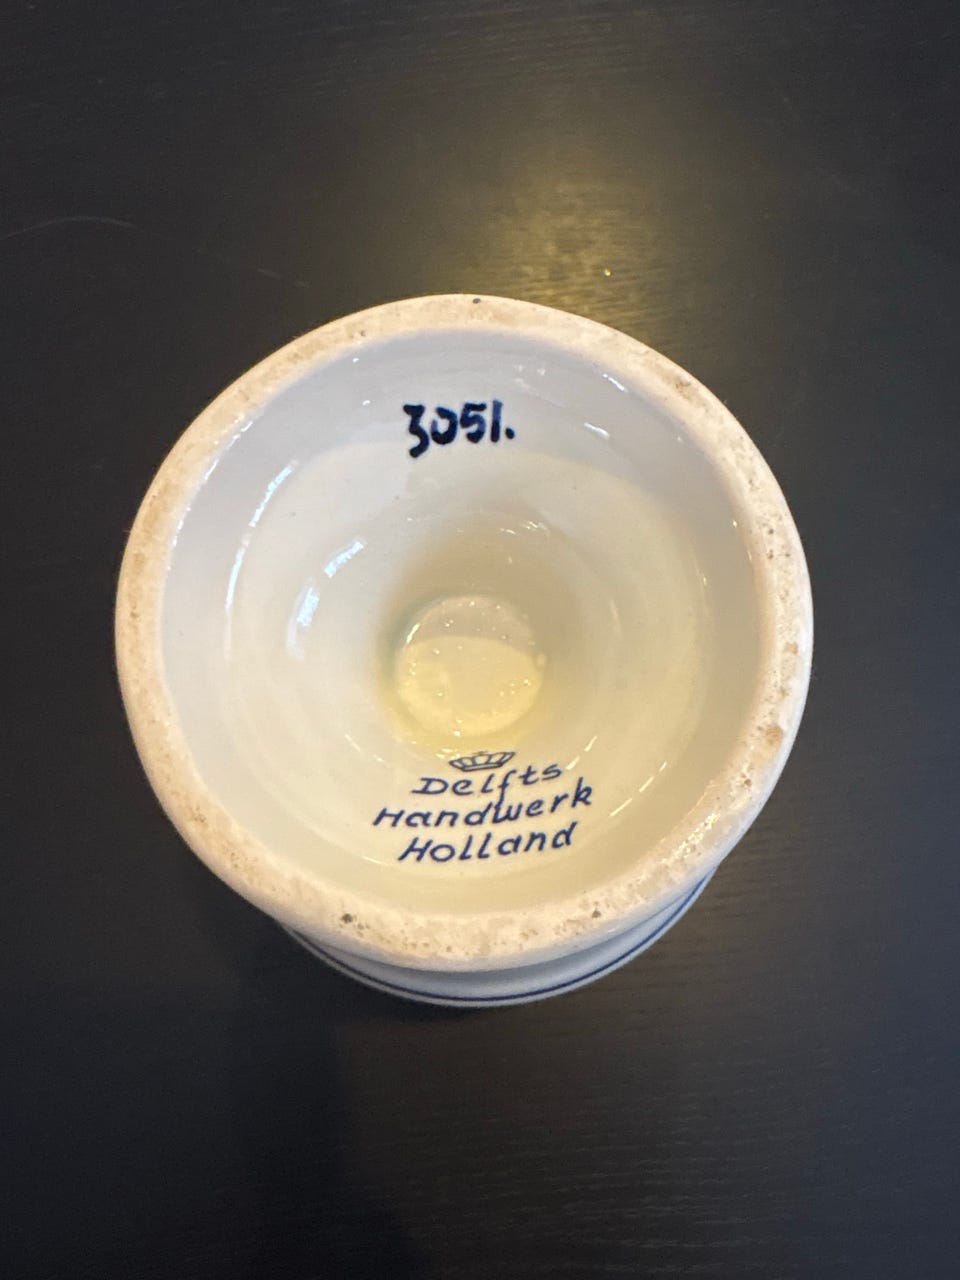 3051.
Delfts
Handwerk
Holland